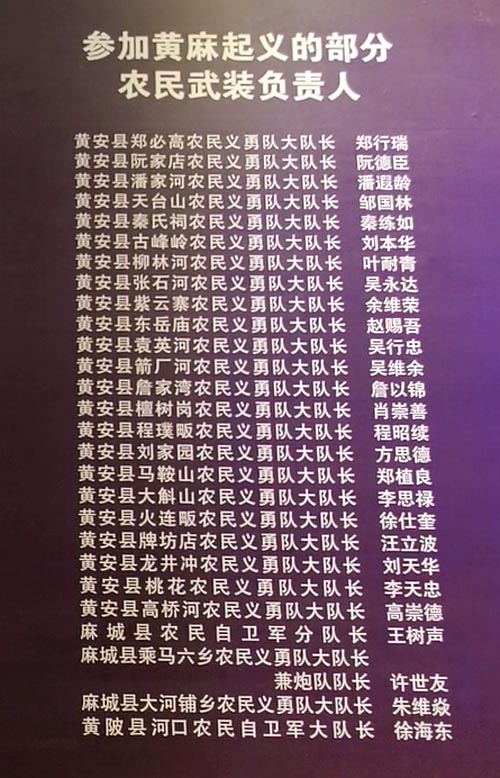 参加黄麻起义的部分
农民武装负责人
黄安县郑必高农民义勇队大队长 郑行瑞
黄安县阮家店农民义勇队大队长 阮德臣
黄安县潘家河农民义勇队大队长 潘遐龄
黄安县天台山农民义勇队大队长 邹国林
黄安县秦氏祠农民义勇队大队长 秦练如
黄安县古峰岭农民义勇队大队长 刘本华
黄安县柳林河农民义勇队大队长 叶耐青
黄安县张石河农民义勇队大队长 吴永达
黄安县紫云寨农民义勇队大队长 余维荣
黄安县东岳庙农民义勇队大队长 赵赐吾
黄安县袁英河农民义勇队大队长 吴行忠
黄安县箭厂河农民义勇队大队长 吴维余
黄安县詹家湾农民义勇队大队长 詹以锦
黄安县檀树岗农民义勇队大队长 肖崇善
黄安县程璞畈农民义勇队大队长 程昭续
黄安县刘家园农民义勇队大队长 方思德
黄安县马鞍山农民义勇队大队长 郑植良
黄安县大斛山农民义勇队大队长 李思禄
黄安县火连畈农民义勇队大队长 徐仕奎
黄安县牌坊店农民义勇队大队长 汪立波
黄安县龙井冲农民义勇队大队长 刘天华
黄安县桃花农民义勇队大队长 李天忠
黄安县高桥河农民义勇队大队长 高崇德
麻城县农民自卫军分队长 王树声
麻城县乘马六乡农民义勇队大队长
兼炮队队长 许世友
麻城县大河铺乡农民义勇队大队长 朱维焱
黄陂县河口农民自卫军大队长 徐海东